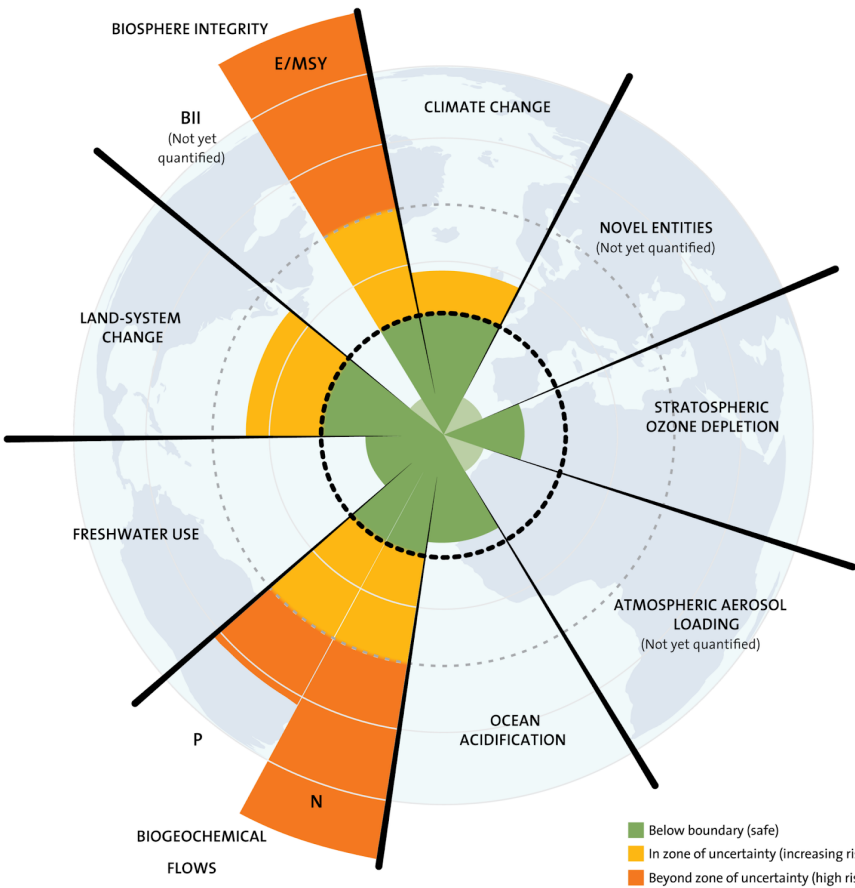 BIOSPHERE INTEGRITY
E/MSY
BII
(Not yet
quantified)
CLIMATE CHANGE
NOVEL ENTITIES
(Not yet quantified)
LAND-SYSTEM
CHANGE
STRATOSPHERIC
OZONE DEPLETION
FRESHWATER USE
ATMOSPHERIC AEROSOL
LOADING
(Not yet quantified)
OCEAN
ACIDIFICATION
P
N
BIOGEOCHEMICAL
FLOWS
Below boundary (safe)
In zone of uncertainty (increasing ris
Beyond zone of uncertainty (high ris